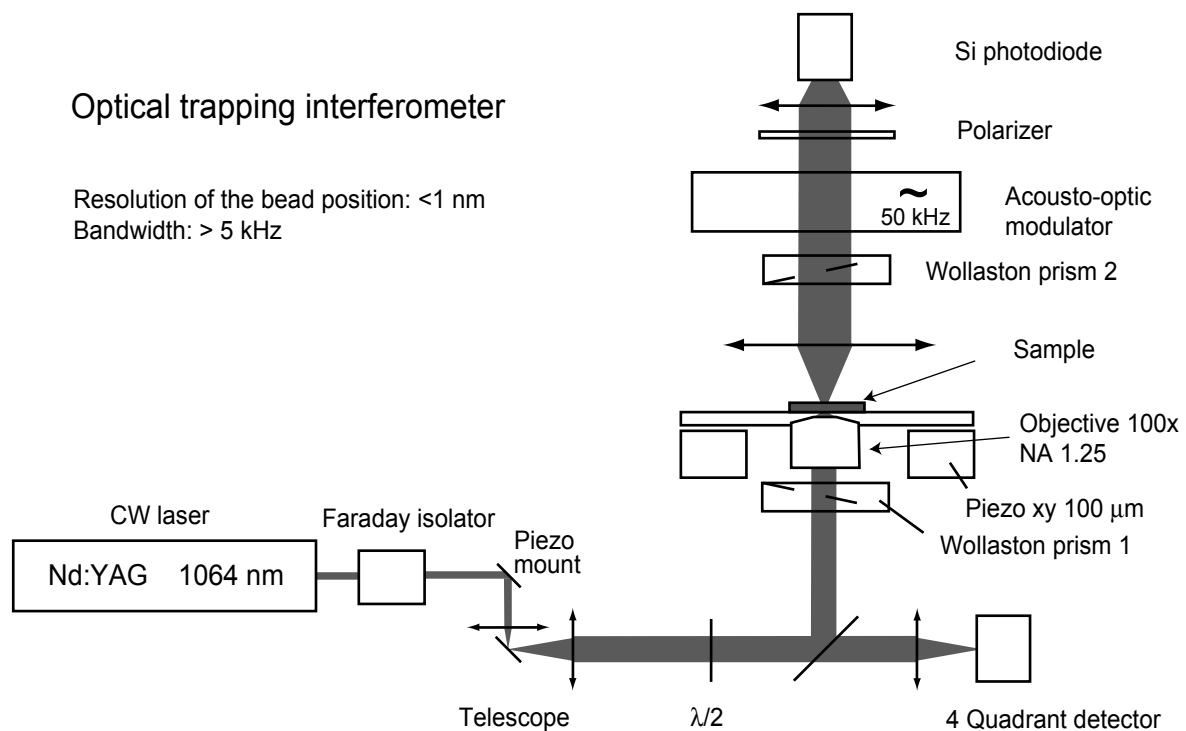 Si photodiode
Optical trapping interferometer
Polarizer
Resolution of the bead position: <1 nm
Bandwidth: > 5 kHz
~
50 kHz
Acousto-optic
modulator
Wollaston prism 2
Sample
Objective 100x
NA 1.25
Piezo xy 100 μm
Wollaston prism 1
CW laser
Faraday isolator
Piezo
mount
Nd:YAG 1064 nm
Telescope
λ/2
4 Quadrant detector